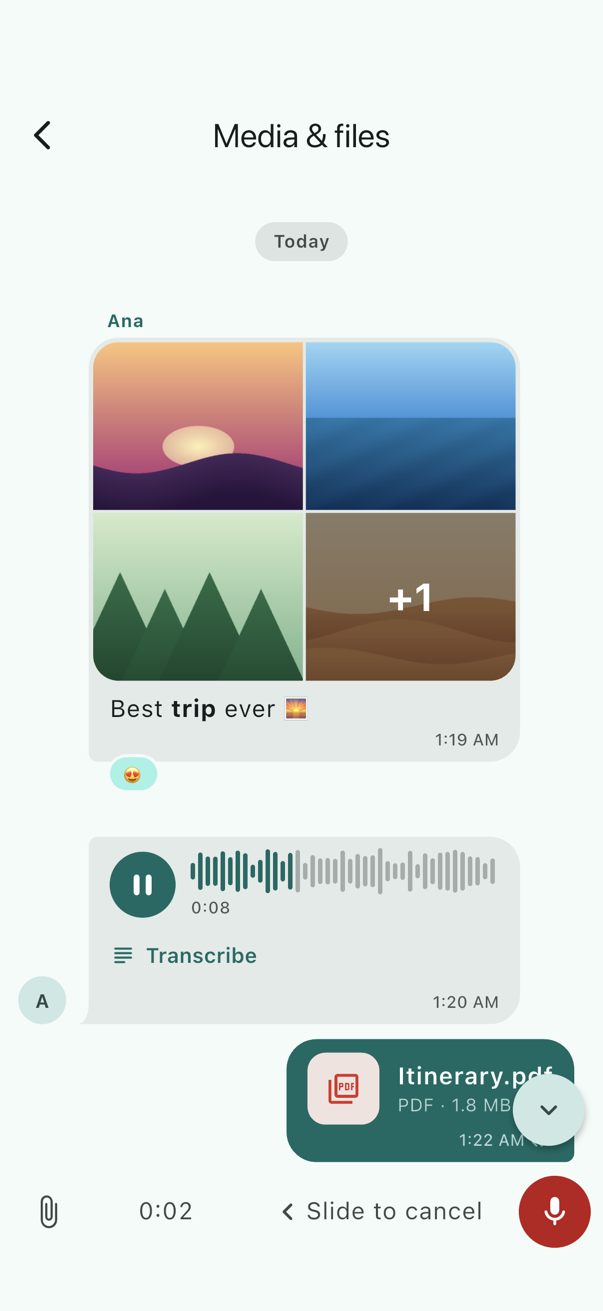 Media & files
Today
Ana
+1
Best trip ever 🌅
1:19 AM
😍
0:08
Transcribe
1:20 AM
A
PDF
Itinerary.pdf
PDF · 1.8 MB
1:22 AM
0:02
Slide to cancel